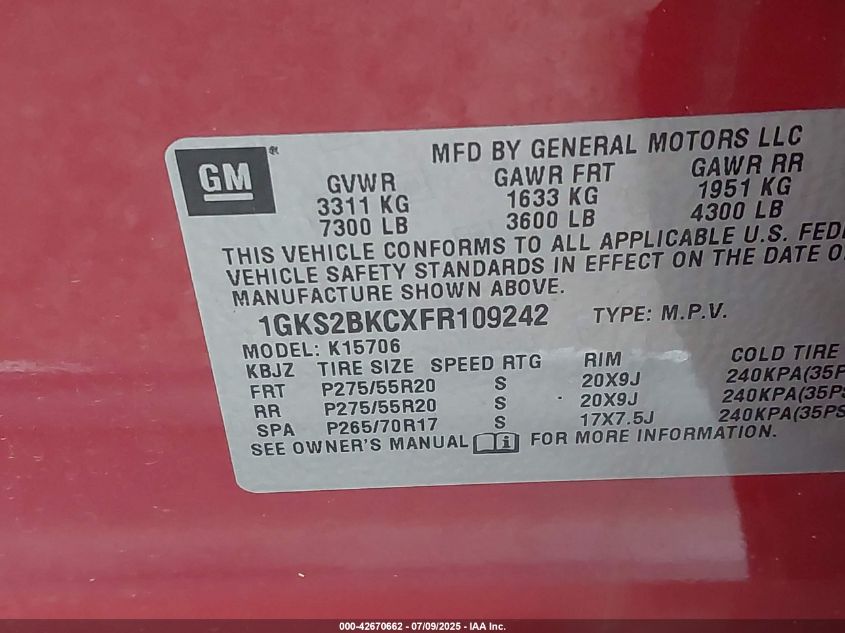 MFD BY GENERAL MOTORS LLC
GM
GVWR GAWR FRT GAWR RR
3311 KG 1633 KG 1951 KG
7300 LB 3600 LB 4300 LB
THIS VEHICLE CONFORMS TO ALL APPLICABLE U.S. FEDE
VEHICLE SAFETY STANDARDS IN EFFECT ON THE DATE O
MANUFACTURE SHOWN ABOVE.
1GKS2BKCXFR109242 TYPE: M.P.V.
MODEL: K15706
KBJZ TIRE SIZE SPEED RTG RIM COLD TIRE
FRT P275/55R20 S 20X9J 240KPA(35P
RR P275/55R20 S 20X9J 240KPA(35PS
SPA P265/70R17 S 17X7.5J 240KPA(35PS
SEE OWNER'S MANUAL FOR MORE INFORMATION.
000-42670662 - 07/09/2025 - IAA Inc.